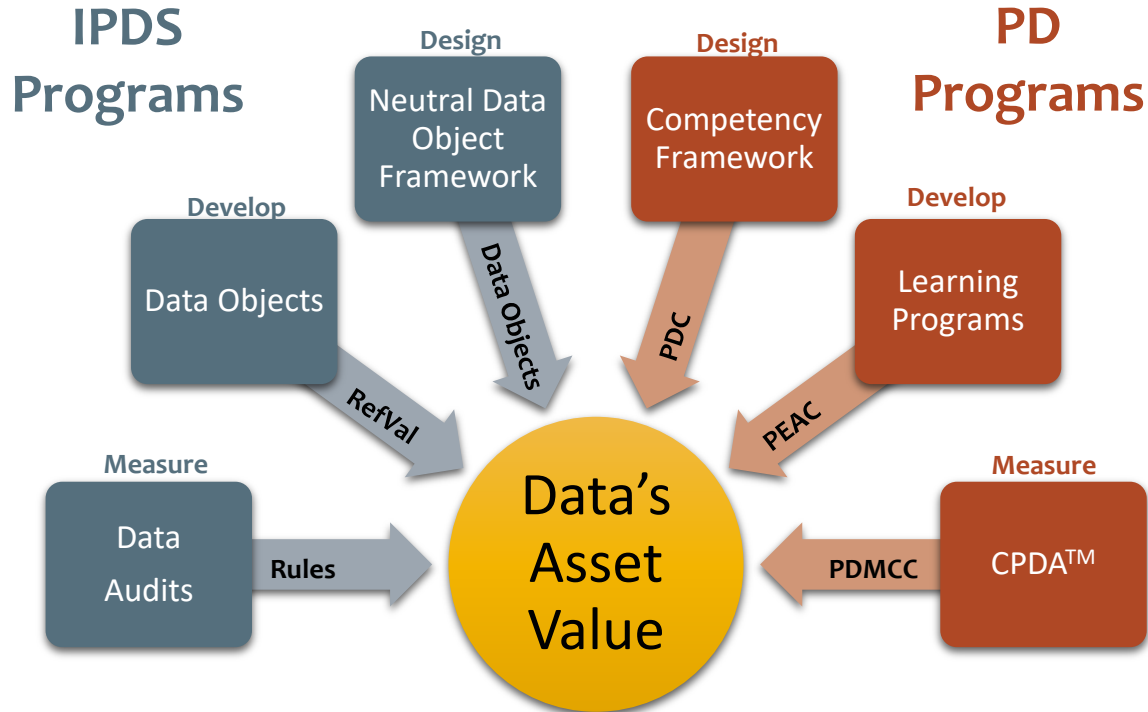 IPDS
Programs
PD
Programs
Design
Neutral Data
Object
Framework
Data Objects
Design
Competency
Framework
PDC
Develop
Data Objects
RefVal
Develop
Learning
Programs
PEAC
Measure
Data
Audits
Rules
Measure
CPDA™
PDMCC
Data's
Asset
Value